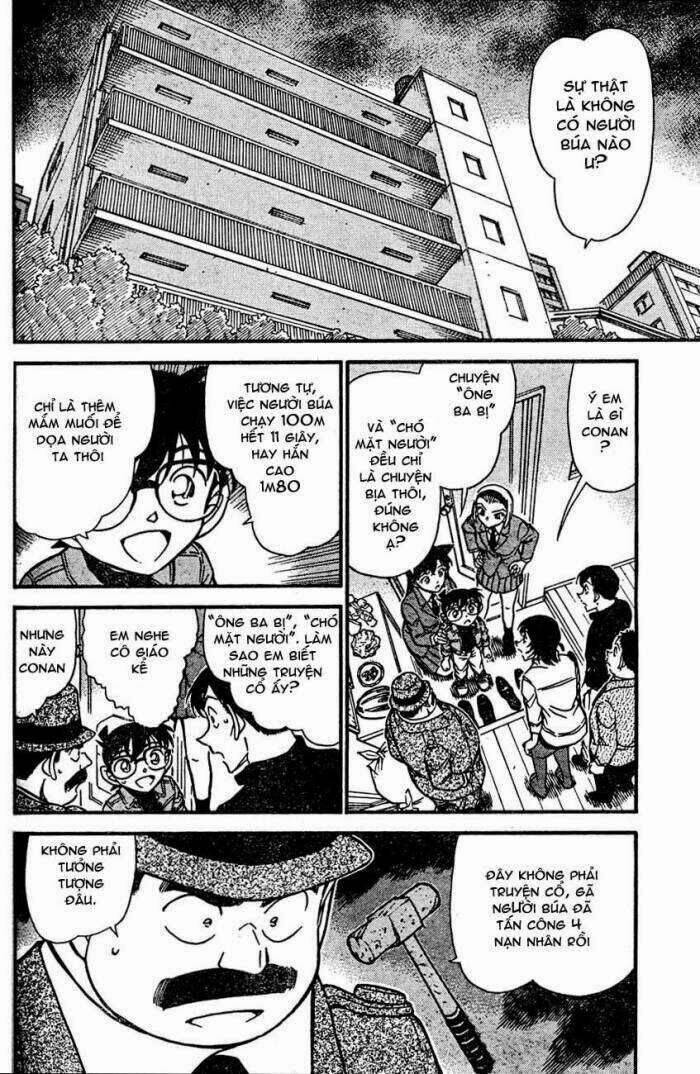 SỰ THẬT
LÀ KHÔNG
CÓ NGƯỜI
BÚA NÀO
Ư?
Ý EM
LÀ GÌ
CONAN
?
CHUYỆN
"ÔNG
BA BỊ"
VÀ "CHÓ
MẶT NGƯỜI"
ĐỀU CHỈ
LÀ CHUYỆN
BỊA THÔI,
ĐÚNG
KHÔNG
Ạ?
TƯƠNG TỰ,
VIỆC NGƯỜI BÚA
CHẠY 100M
HẾT 11 GIÂY,
HAY HẮN
CAO
1M80
CHỈ LÀ THÊM
MẮM MUỐI ĐỂ
DỌA NGƯỜI
TA THÔI
"ÔNG BA BỊ", "CHÓ
MẶT NGƯỜI". LÀM
SAO EM BIẾT
NHỮNG TRUYỆN
CỔ ẤY?
EM NGHE
CÔ GIÁO
KỂ
NHƯNG
NÀY
CONAN
ĐÂY KHÔNG PHẢI
TRUYỆN CỔ, GÃ
NGƯỜI BÚA ĐÃ
TẤN CÔNG 4
NẠN NHÂN RỒI
KHÔNG PHẢI
TƯỞNG
TƯỢNG
ĐÂU.